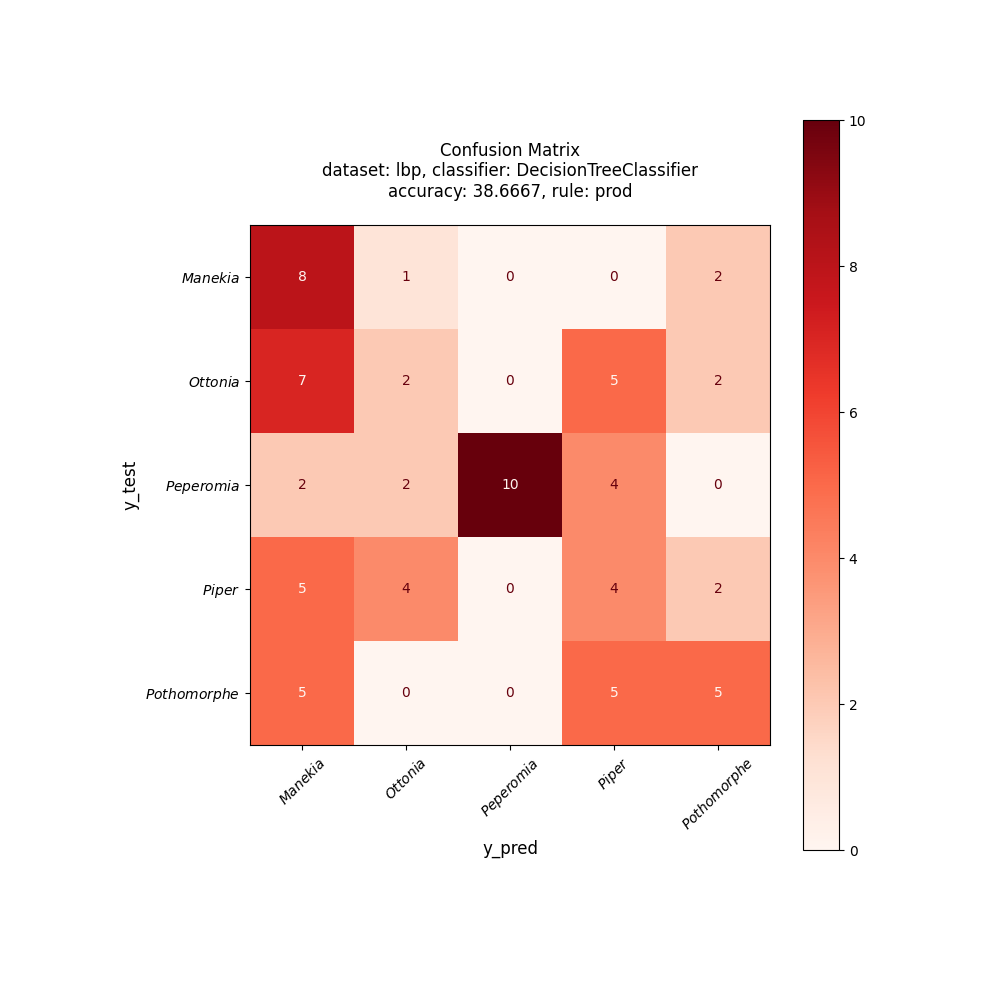 Confusion Matrix
dataset: lbp, classifier: DecisionTreeClassifier
accuracy: 38.6667, rule: prod
10
8
6
4
2
0
Manekia 8 1 0 0 2
Ottonia 7 2 0 5 2
Peperomia 2 2 10 4 0
Piper 5 4 0 4 2
Pothomorphe 5 0 0 5 5
y_test
Manekia Ottonia Peperomia Piper Pothomorphe
y_pred